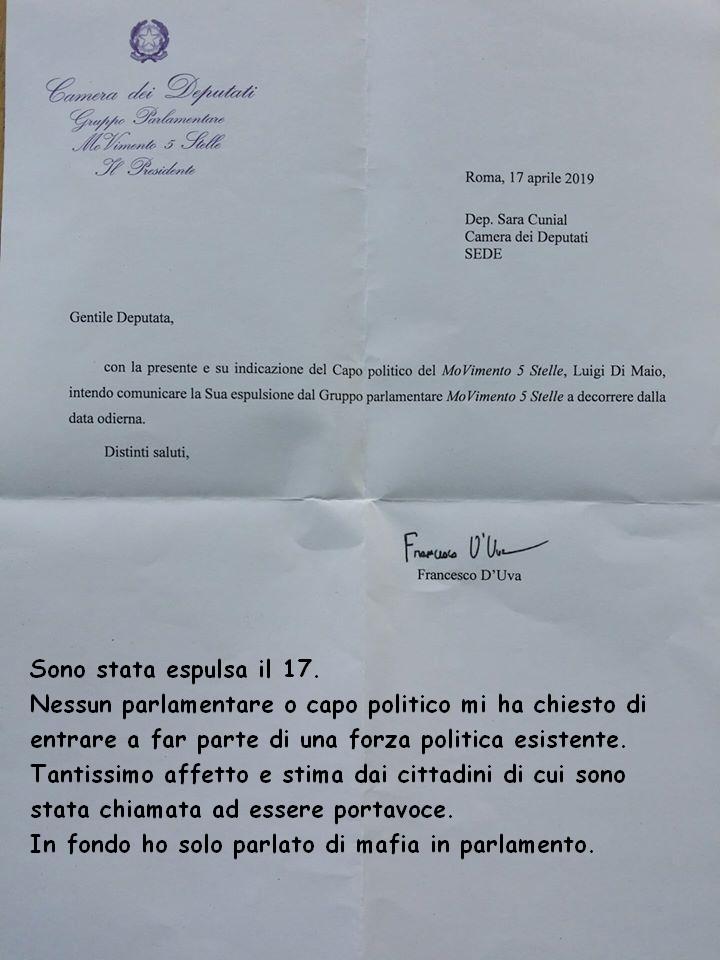 Camera dei Deputati
Gruppo Parlamentare
MoVimento 5 Stelle
Il Presidente
Roma, 17 aprile 2019
Dep. Sara Cunial
Camera dei Deputati
SEDE
Gentile Deputata,
con la presente e su indicazione del Capo politico del MoVimento 5 Stelle, Luigi Di Maio,
intendo comunicare la Sua espulsione dal Gruppo parlamentare MoVimento 5 Stelle a decorrere dalla
data odierna.
Distinti saluti,
Francesco D'Uva
Francesco D'Uva
Sono stata espulsa il 17.
Nessun parlamentare o capo politico mi ha chiesto di
entrare a far parte di una forza politica esistente.
Tantissimo affetto e stima dai cittadini di cui sono
stata chiamata ad essere portavoce.
In fondo ho solo parlato di mafia in parlamento.